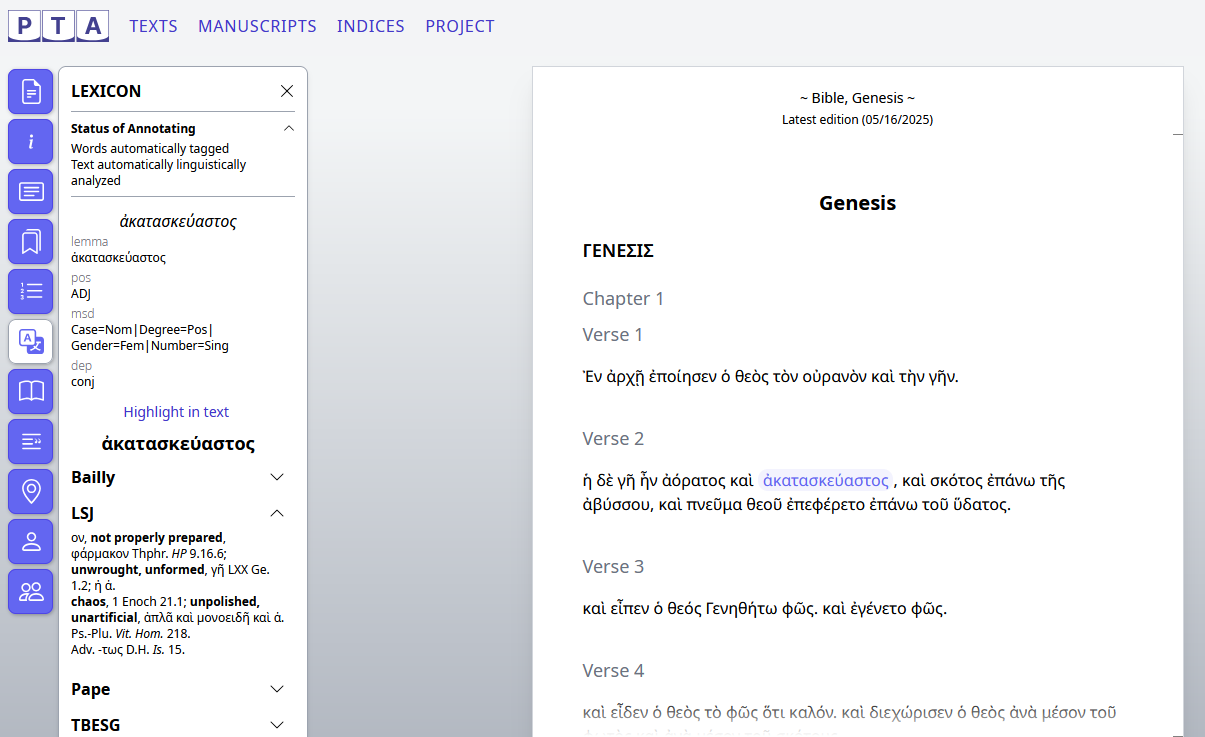 P T A TEXTS MANUSCRIPTS INDICES PROJECT
LEXICON
Status of Annotating
Words automatically tagged
Text automatically linguistically
analyzed
ἀκατασκεύαστος
lemma
ἀκατασκεύαστος
pos
ADJ
msd
Case=Nom|Degree=Pos|
Gender=Fem|Number=Sing
dep
conj
Highlight in text
ἀκατασκεύαστος
Bailly
LSJ
ον, not properly prepared,
φάρμακον Thphr. HP 9.16.6;
unwrought, unformed, γῆ LXX Ge.
1.2; ἡ ἀ.
chaos, 1 Enoch 21.1; unpolished,
unartificial, ἁπλᾶ καὶ μονοειδῆ καὶ ἀ.
Ps.-Plu. Vit. Hom. 218.
Adv. -τως D.H. Is. 15.
Pape
TBESG
~ Bible, Genesis ~
Latest edition (05/16/2025)
Genesis
ΓΕΝΕΣΙΣ
Chapter 1
Verse 1
Ἐν ἀρχῇ ἐποίησεν ὁ θεὸς τὸν οὐρανὸν καὶ τὴν γῆν.
Verse 2
ἡ δὲ γῆ ἦν ἀόρατος καὶ ἀκατασκεύαστος , καὶ σκότος ἐπάνω τῆς
ἀβύσσου, καὶ πνεῦμα θεοῦ ἐπεφέρετο ἐπάνω τοῦ ὕδατος.
Verse 3
καὶ εἶπεν ὁ θεός Γενηθήτω φῶς. καὶ ἐγένετο φῶς.
Verse 4
καὶ εἶδεν ὁ θεὸς τὸ φῶς ὅτι καλόν. καὶ διεχώρισεν ὁ θεὸς ἀνὰ μέσον τοῦ